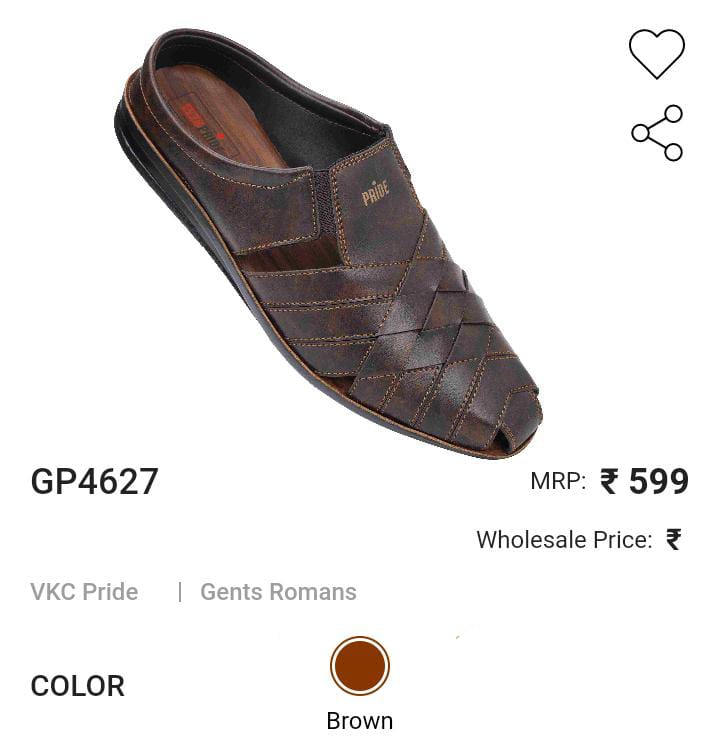 PRIDE
GP4627
MRP: ₹ 599
Wholesale Price: ₹
VKC Pride | Gents Romans
COLOR
Brown